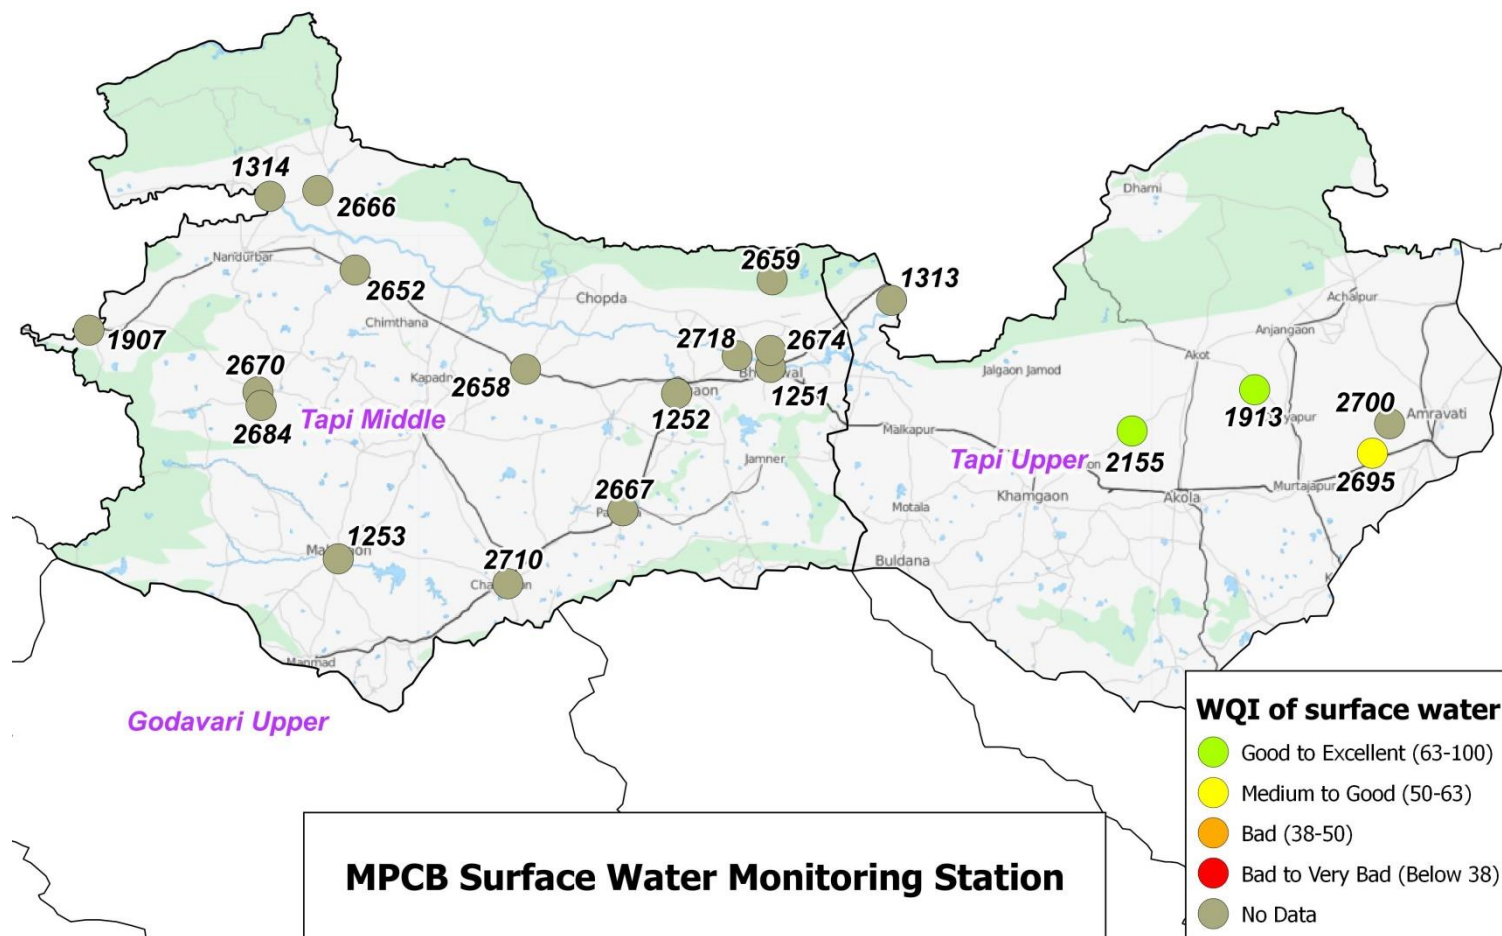 1314
2666
Dharni
Nandurbar
2652
2659
1313
Achalpur
Chopda
Chimthana
Anjangaon
1907
2718
2674
Akot
2670
Kapadn
2658
Jalgaon Jamod
1251
1252
1913
2700
Amravati
2684
Tapi Middle
Malkapur
2155
Tapi Upper
Jamner
2695
2667
Khamgaon
Akola
Murtajapur
Motala
1253
2710
Buldana
Manmad
Godavari Upper
WQI of surface water
Good to Excellent (63-100)
Medium to Good (50-63)
Bad (38-50)
Bad to Very Bad (Below 38)
No Data
MPCB Surface Water Monitoring Station